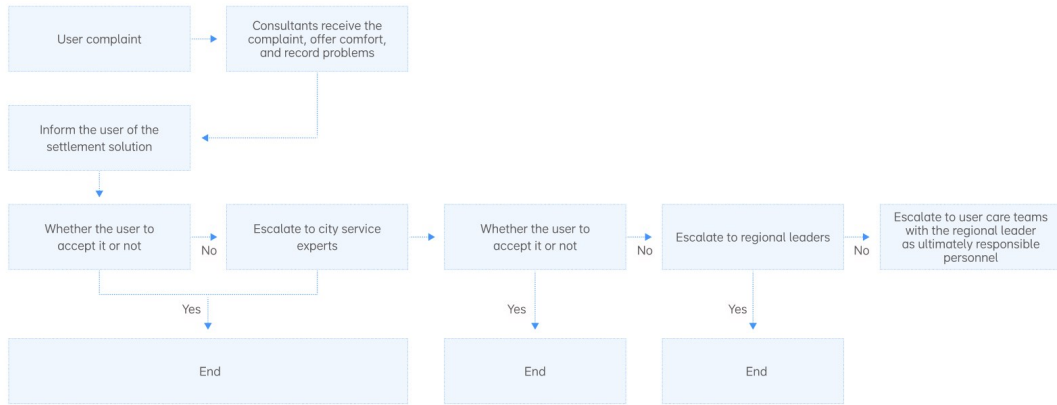 User complaint
Consultants receive the
complaint, offer comfort,
and record problems
Inform the user of the
settlement solution
Whether the user to
accept it or not
No
Escalate to city service
experts
Whether the user to
accept it or not
No
Escalate to regional leaders
No
Escalate to user care teams
with the regional leader
as ultimately responsible
personnel
Yes
Yes
Yes
End
End
End